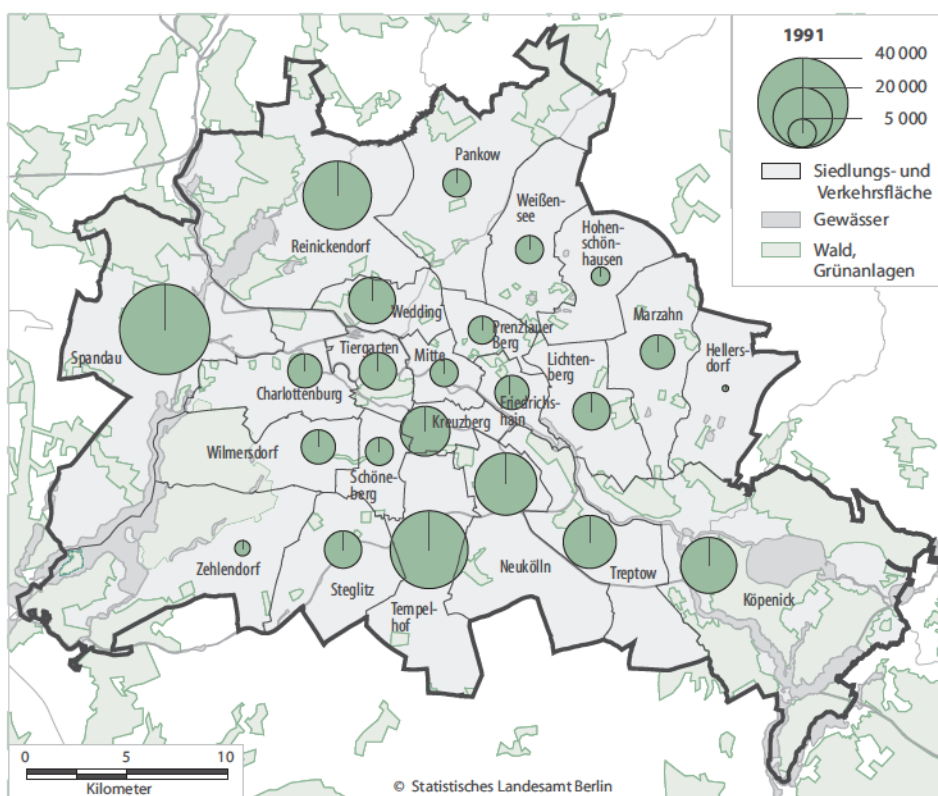 1991
40 000
20 000
5 000
Siedlungs- und
Verkehrsfläche
Gewässer
Wald,
Grünanlagen
Pankow
Weißen-
see
Hohen-
schön-
hausen
Reinickendorf
Wedding
Prenzlauer
Berg
Marzahn
Hellers-
dorf
Spandau
Tiergarten
Mitte
Lichten-
berg
Charlottenburg
Friedrichs-
hain
Kreuzberg
Wilmersdorf
Schöne-
berg
Zehlendorf
Steglitz
Tempel-
hof
Neukölln
Treptow
Köpenick
0 5 10
Kilometer
© Statistisches Landesamt Berlin